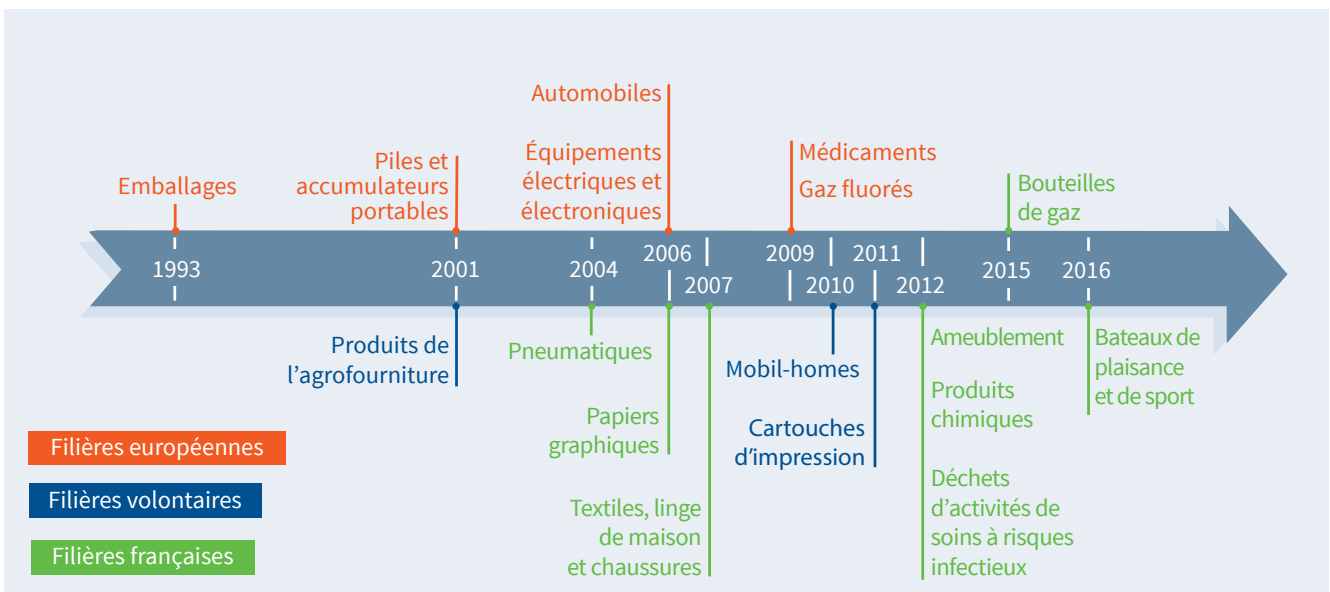 Automobiles
Équipements
électriques et
électroniques
Piles et
accumulateurs
portables
Emballages
Médicaments
Gaz fluorés
Bouteilles
de gaz
1993
2001
2004
2006
2007
2009
2010
2011
2012
2015
2016
Produits de
l’agrofourniture
Pneumatiques
Papiers
graphiques
Textiles, linge
de maison
et chaussures
Mobil-homes
Cartouches
d’impression
Ameublement
Produits
chimiques
Déchets
d’activités de
soins à risques
infectieux
Bateaux de
plaisance
et de sport
Filières européennes
Filières volontaires
Filières françaises